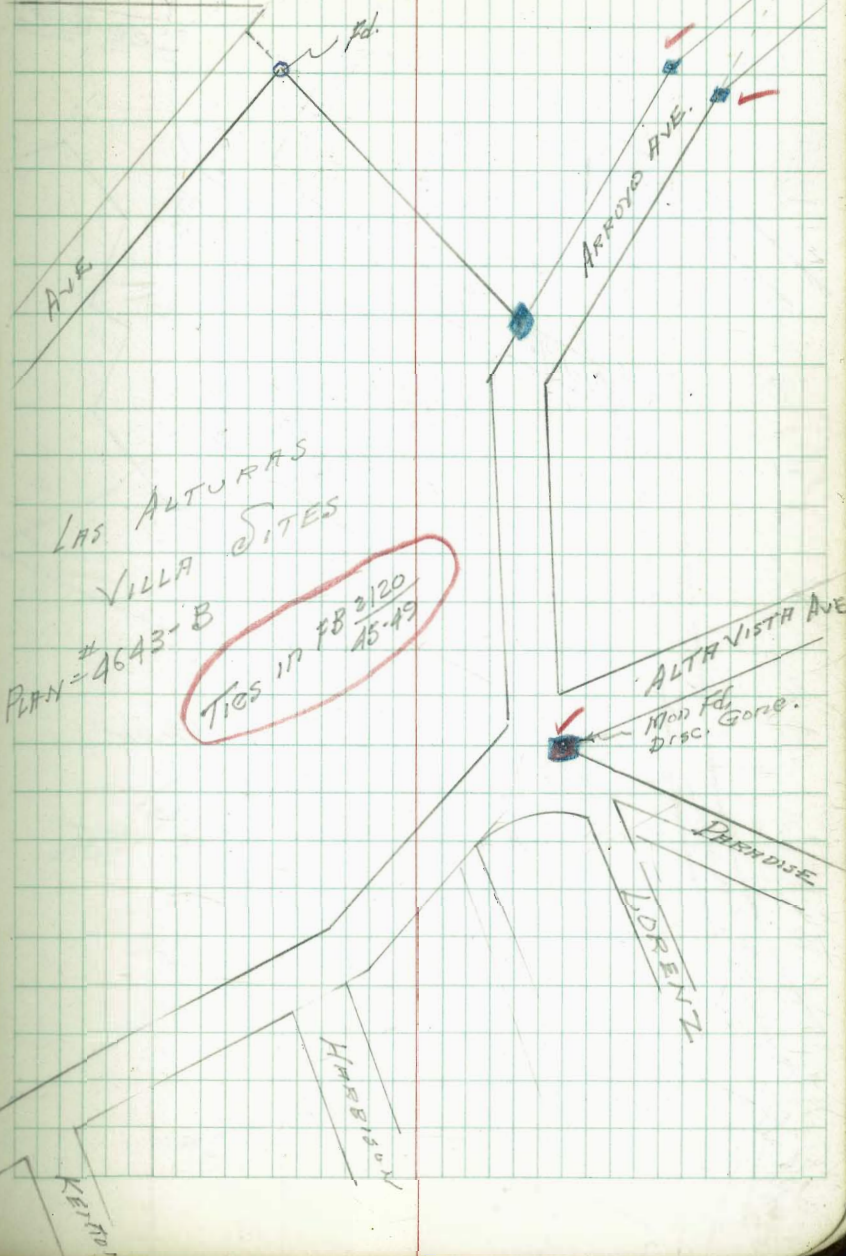 Fd.
ARROYO AVE.
AVE
LAS ALTURAS
VILLA SITES
PLAN = #4643-B
TIES IN FB 2120
45-49
ALTA VISTA AVE
Mon Fd.
Disc. Gone.
PARADISE
LORENZ
HARBISON